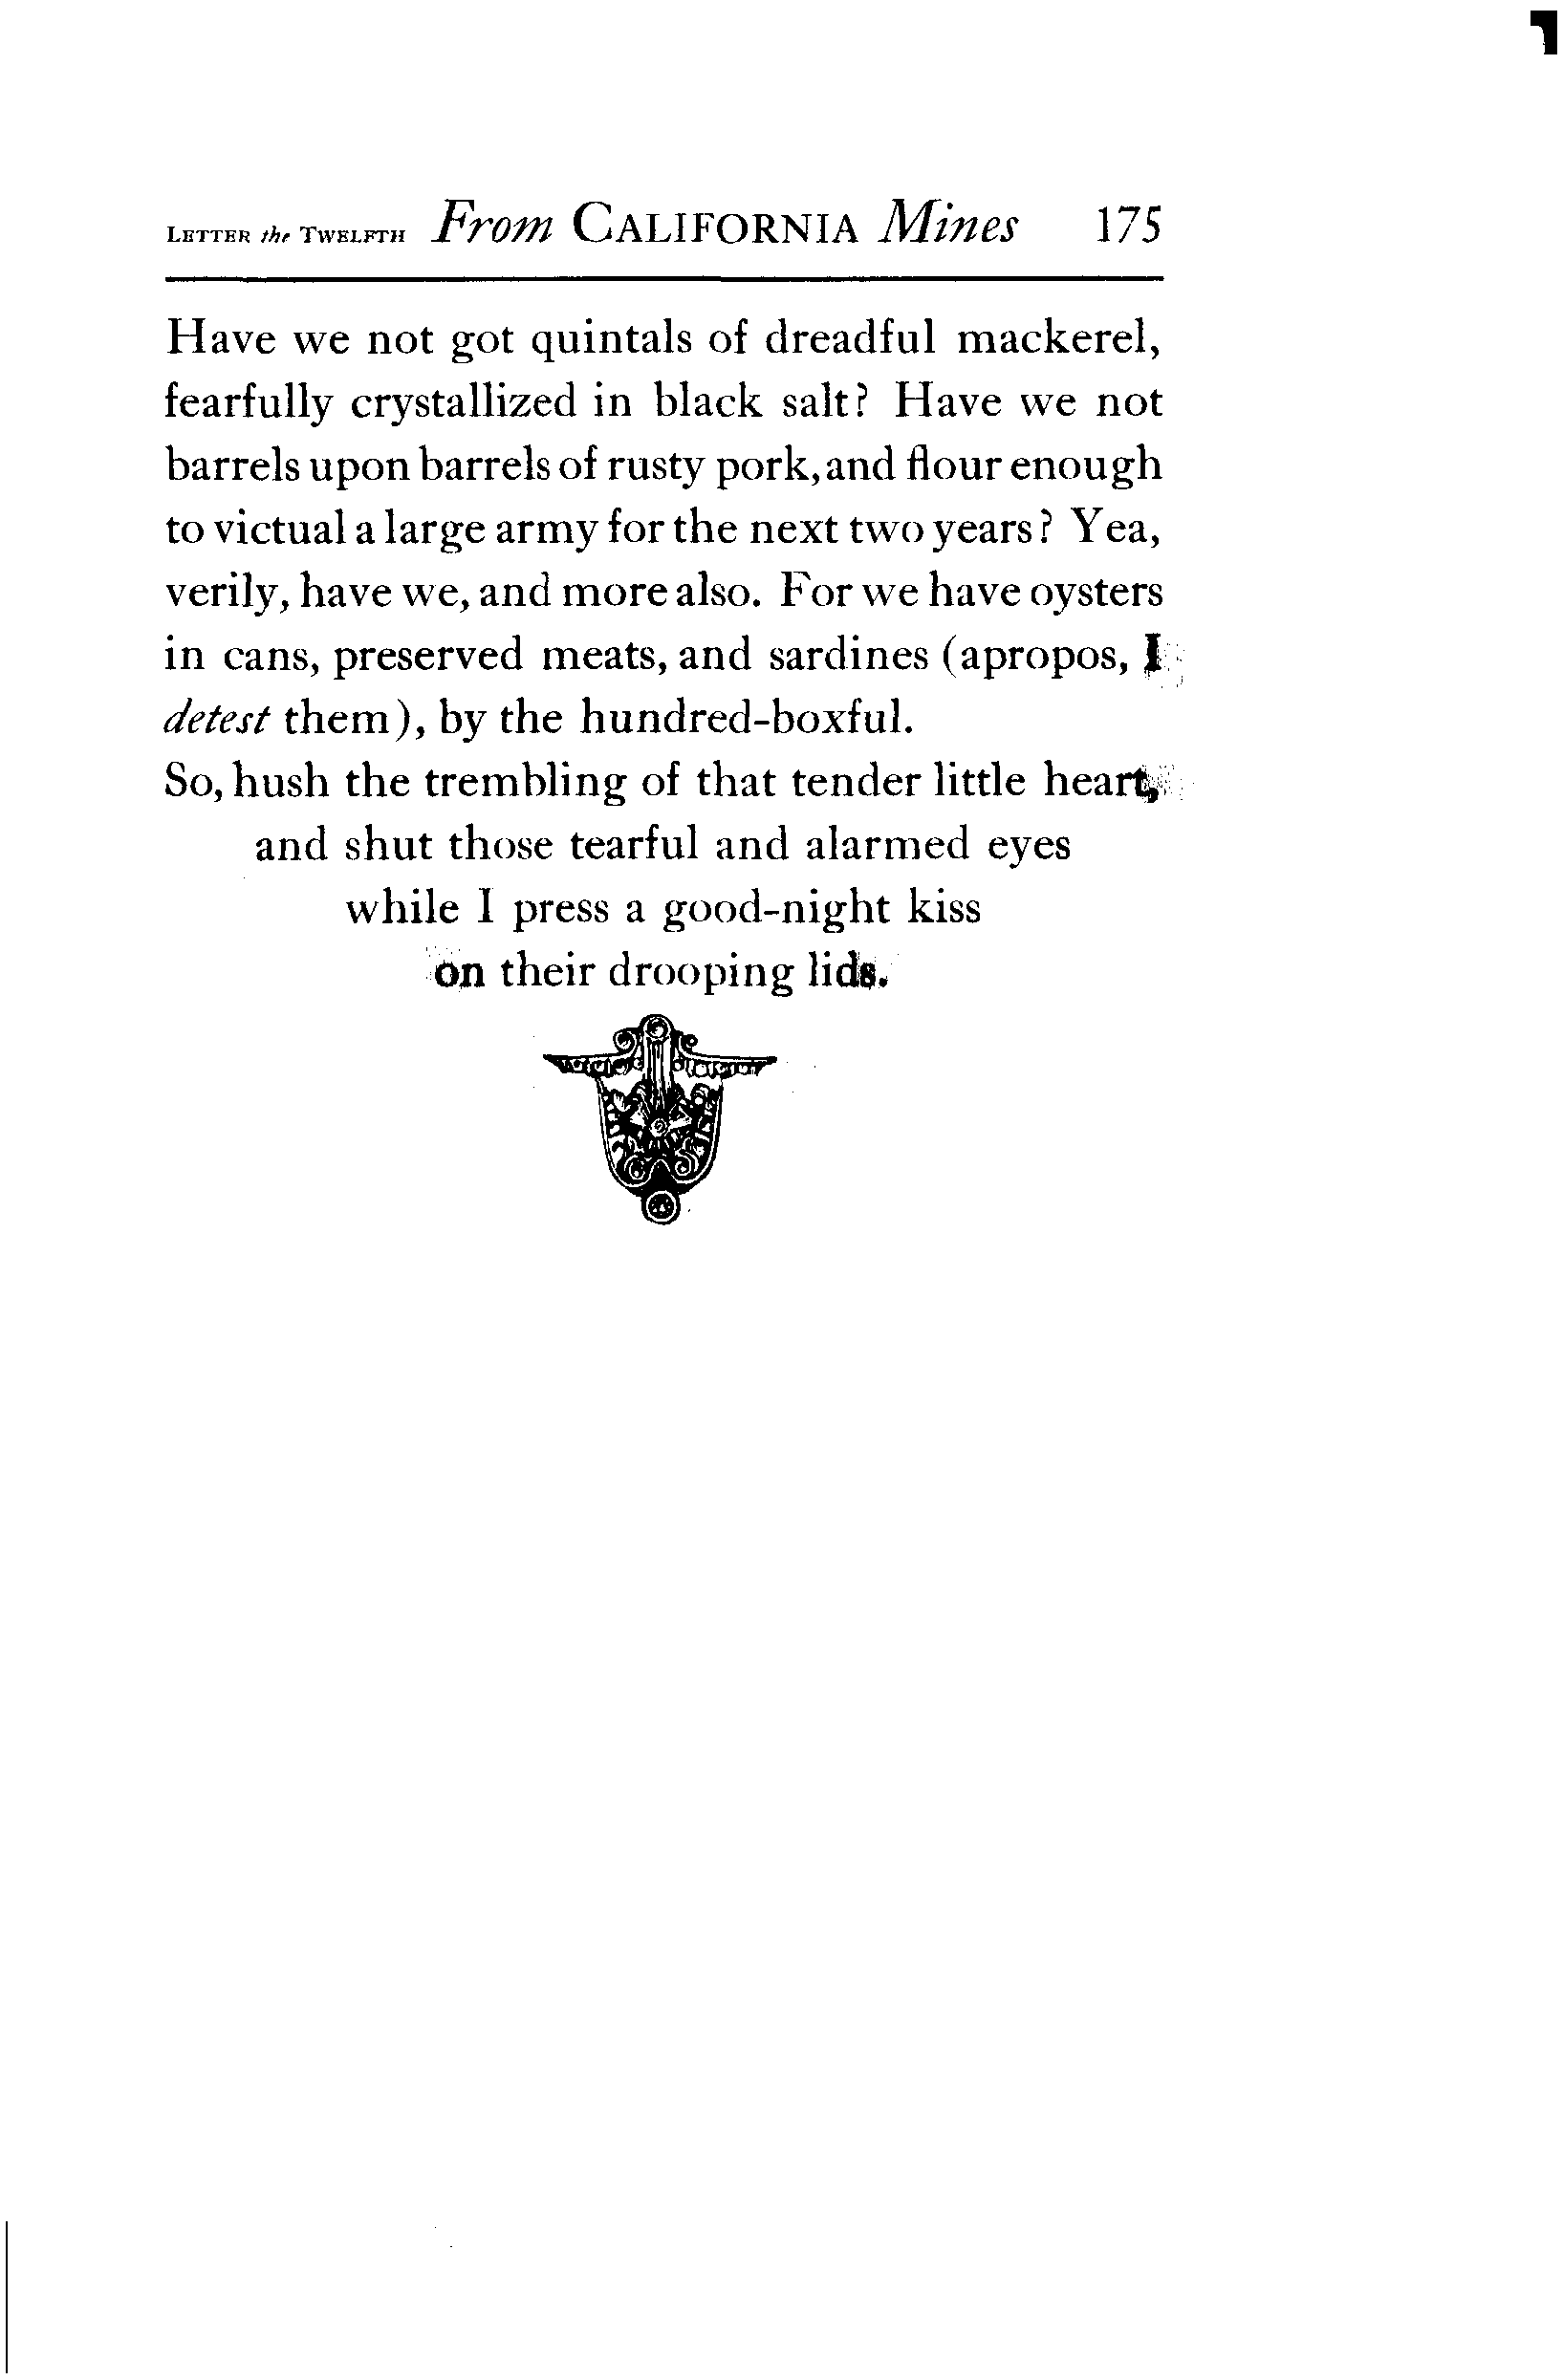 LETTER the TWELFTH From CALIFORNIA Mines 175
Have we not got quintals of dreadful mackerel,
fearfully crystallized in black salt? Have we not
barrels upon barrels of rusty pork, and flour enough
to victual a large army for the next two years? Yea,
verily, have we, and more also. For we have oysters
in cans, preserved meats, and sardines (apropos, I
detest them), by the hundred-boxful.
So, hush the trembling of that tender little heart,
and shut those tearful and alarmed eyes
while I press a good-night kiss
on their drooping lids.